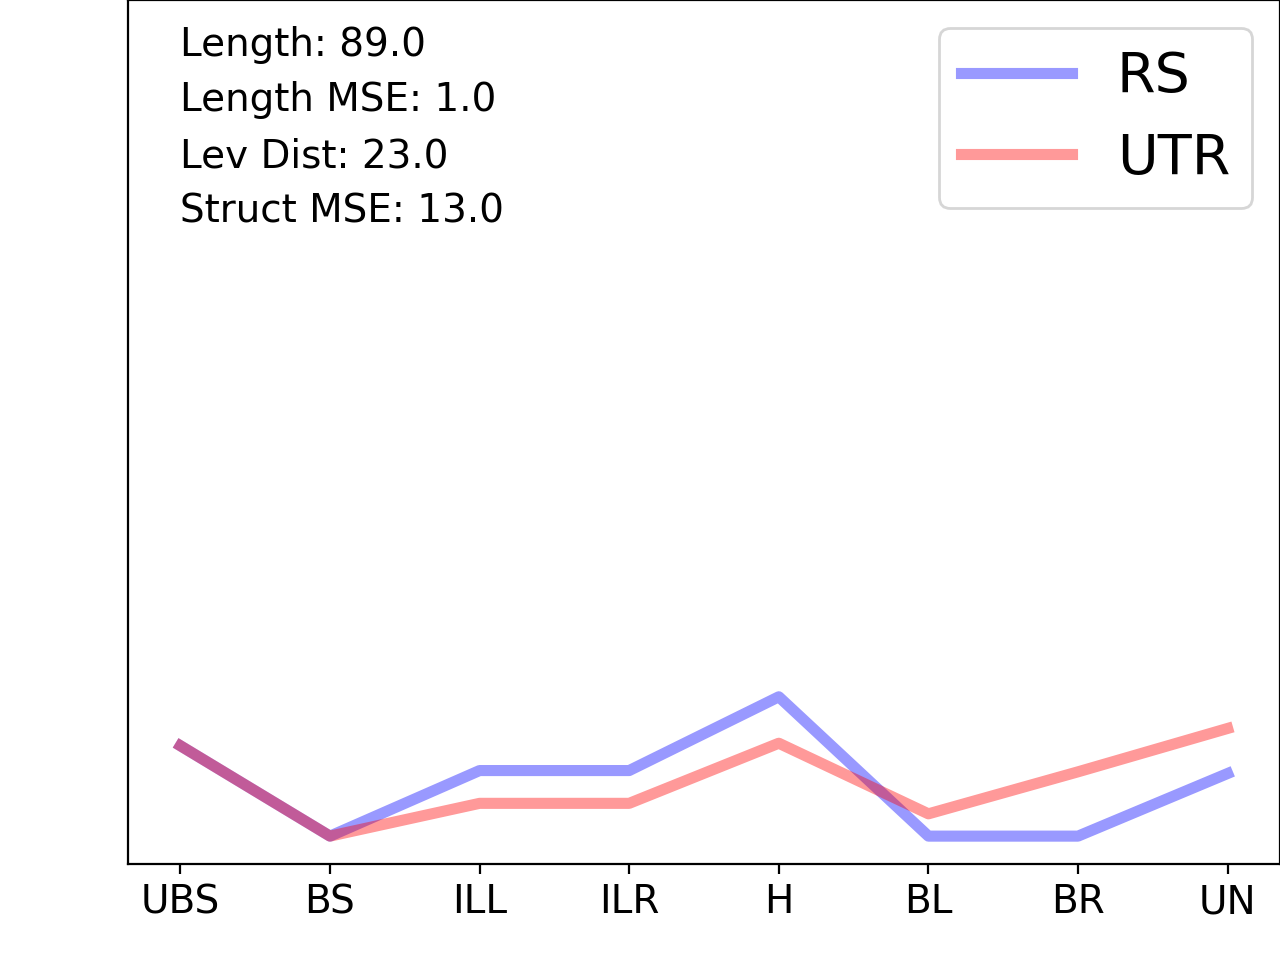 Length: 89.0
Length MSE: 1.0
Lev Dist: 23.0
Struct MSE: 13.0
RS
UTR
UBS BS ILL ILR H BL BR UN